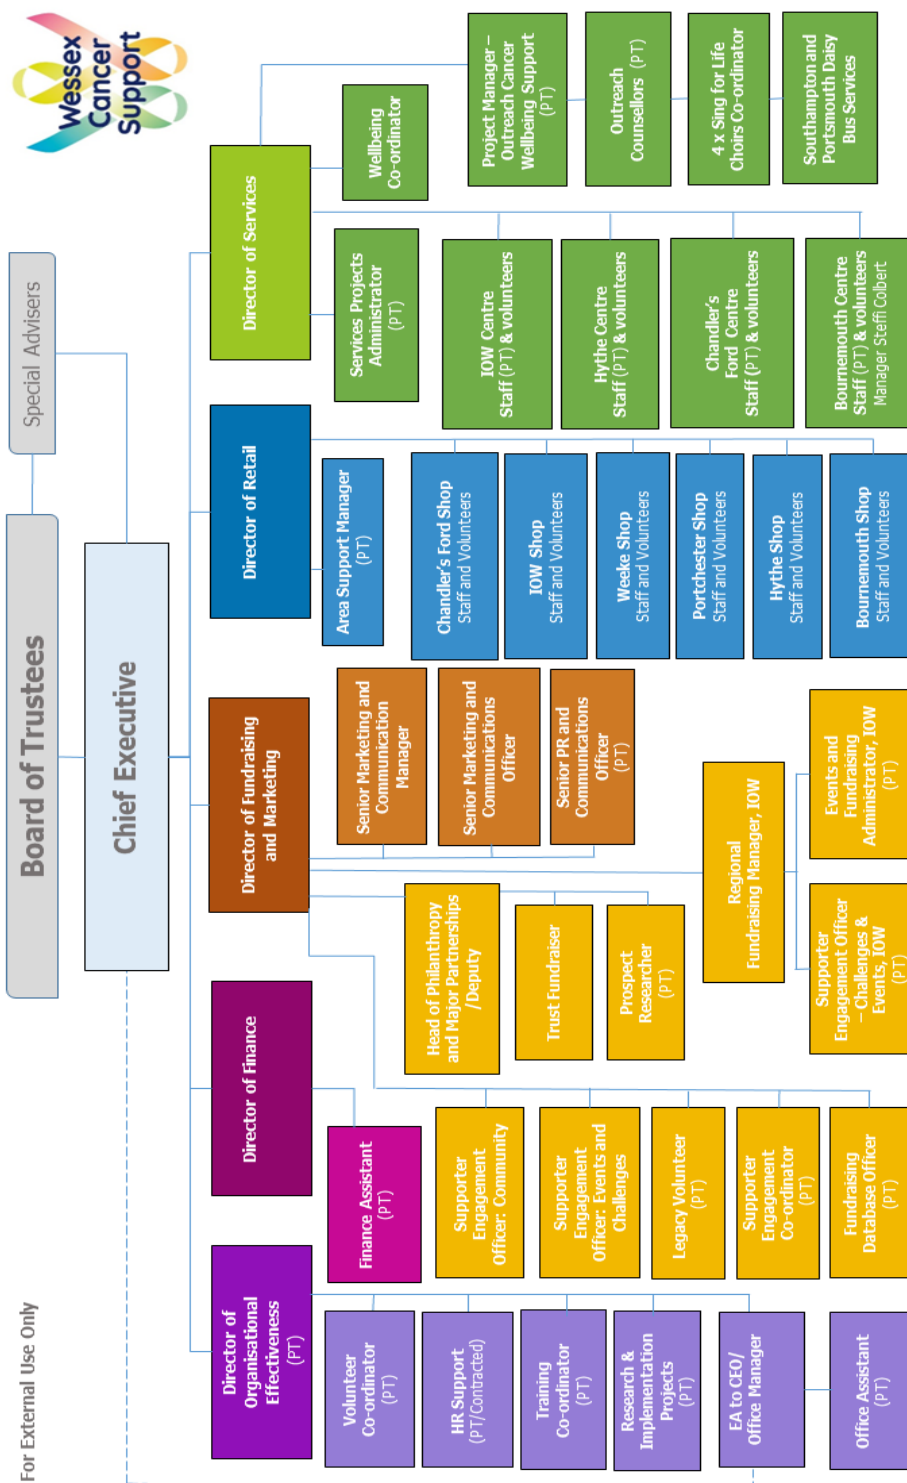 For External Use Only
Board of Trustees
Special Advisers
Wessex
Cancer
Support
Chief Executive
Director of
Organisational
Effectiveness
(PT)
Director of Finance
Director of Fundraising
and Marketing
Director of Retail
Director of Services
Volunteer
Co-ordinator
(PT)
HR Support
(PT/Contracted)
Training
Co-ordinator
(PT)
Research &
Implementation
Projects
(PT)
EA to CEO/
Office Manager
Office Assistant
(PT)
Finance Assistant
(PT)
Supporter
Engagement
Officer: Community
Supporter
Engagement
Officer: Events and
Challenges
Legacy Volunteer
(PT)
Supporter
Engagement
Co-ordinator
(PT)
Fundraising
Database Officer
(PT)
Head of Philanthropy
and Major Partnerships
/Deputy
Trust Fundraiser
Prospect
Researcher
(PT)
Senior Marketing and
Communication
Manager
Senior Marketing and
Communications
Officer
Senior PR and
Communications
Officer
(PT)
Regional
Fundraising Manager, IOW
Supporter
Engagement Officer
– Challenges &
Events, IOW
(PT)
Events and
Fundraising
Administrator, IOW
(PT)
Area Support Manager
(PT)
Chandler's Ford Shop
Staff and Volunteers
IOW Shop
Staff and Volunteers
Weeke Shop
Staff and Volunteers
Portchester Shop
Staff and Volunteers
Hythe Shop
Staff and Volunteers
Bournemouth Shop
Staff and Volunteers
Services Projects
Administrator
(PT)
Wellbeing
Co-ordinator
IOW Centre
Staff (PT) & volunteers
Hythe Centre
Staff (PT) & volunteers
Chandler's
Ford Centre
Staff (PT) & volunteers
Bournemouth Centre
Staff (PT) & volunteers
Manager Steffi Colbert
Project Manager –
Outreach Cancer
Wellbeing Support
(PT)
Outreach
Counsellors (PT)
4 x Sing for Life
Choirs Co-ordinator
Southampton and
Portsmouth Daisy
Bus Services